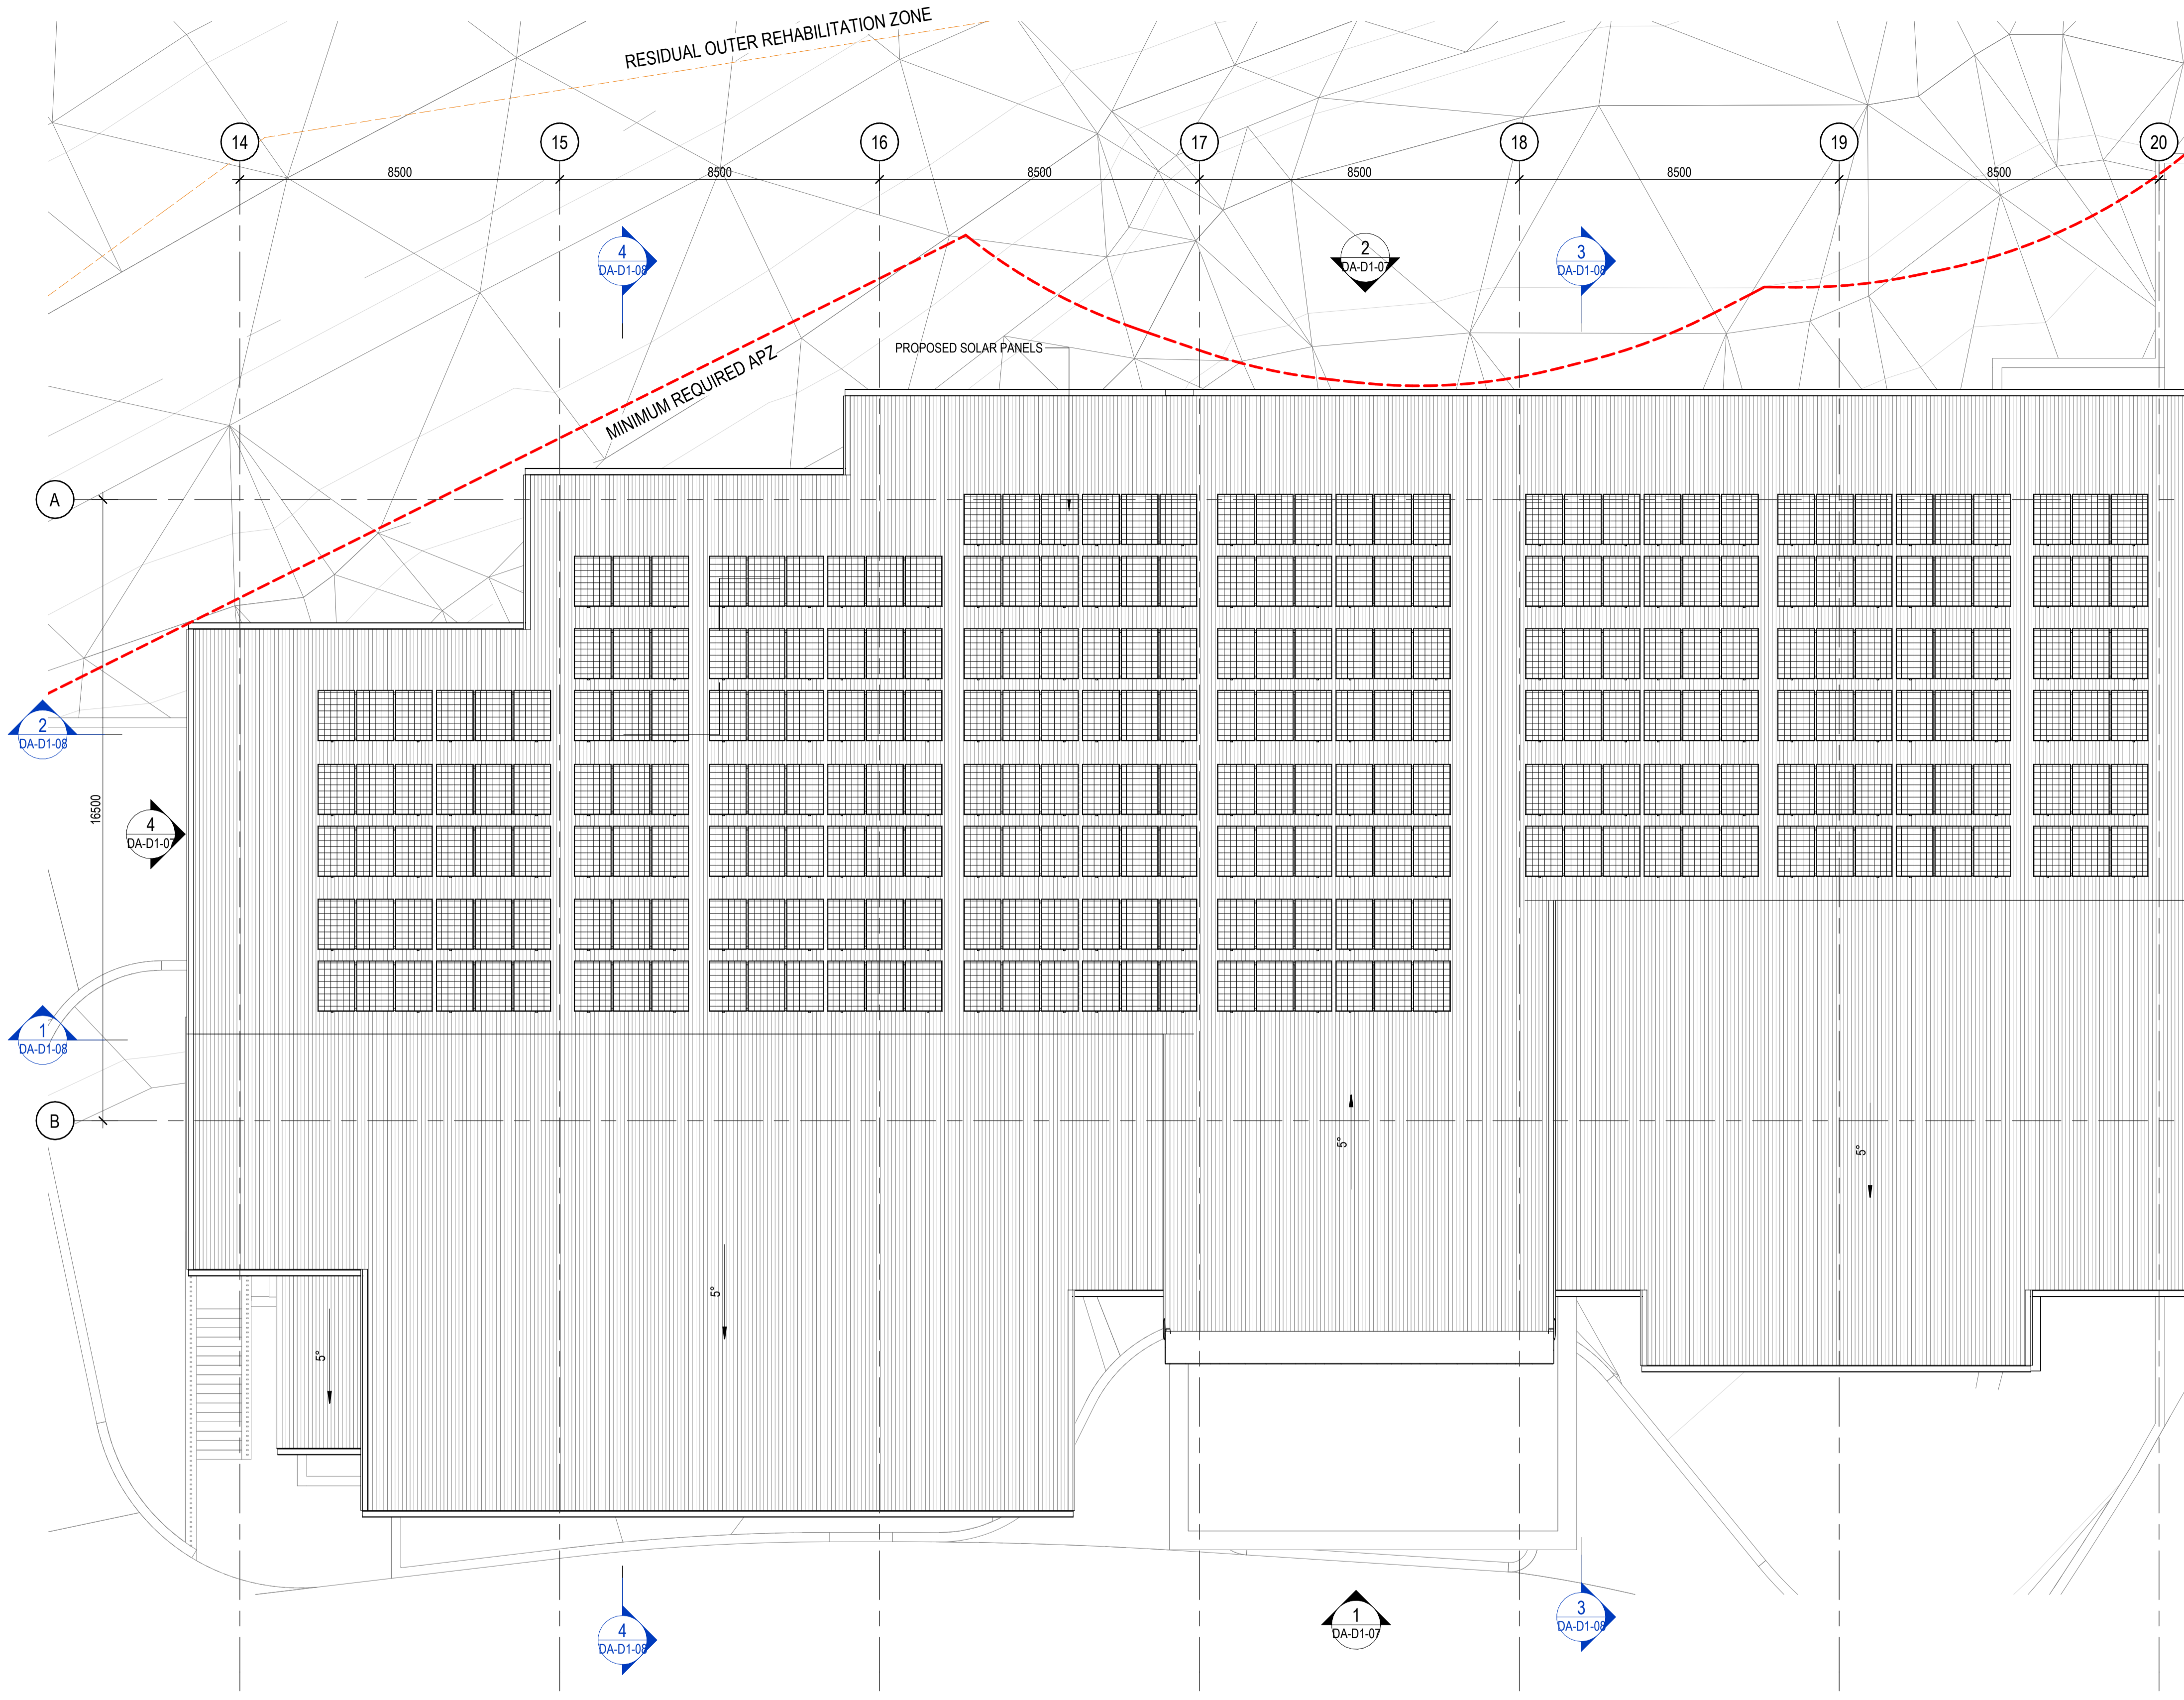 RESIDUAL OUTER REHABILITATION ZONE
14
15
16
17
18
19
20
8500
8500
8500
8500
8500
8500
4
DA-D1-08
2
DA-D1-07
3
DA-D1-08
PROPOSED SOLAR PANELS
MINIMUM REQUIRED APZ
A
2
DA-D1-08
16500
4
DA-D1-07
1
DA-D1-08
B
5°
5°
5°
5°
4
DA-D1-08
1
DA-D1-07
3
DA-D1-08